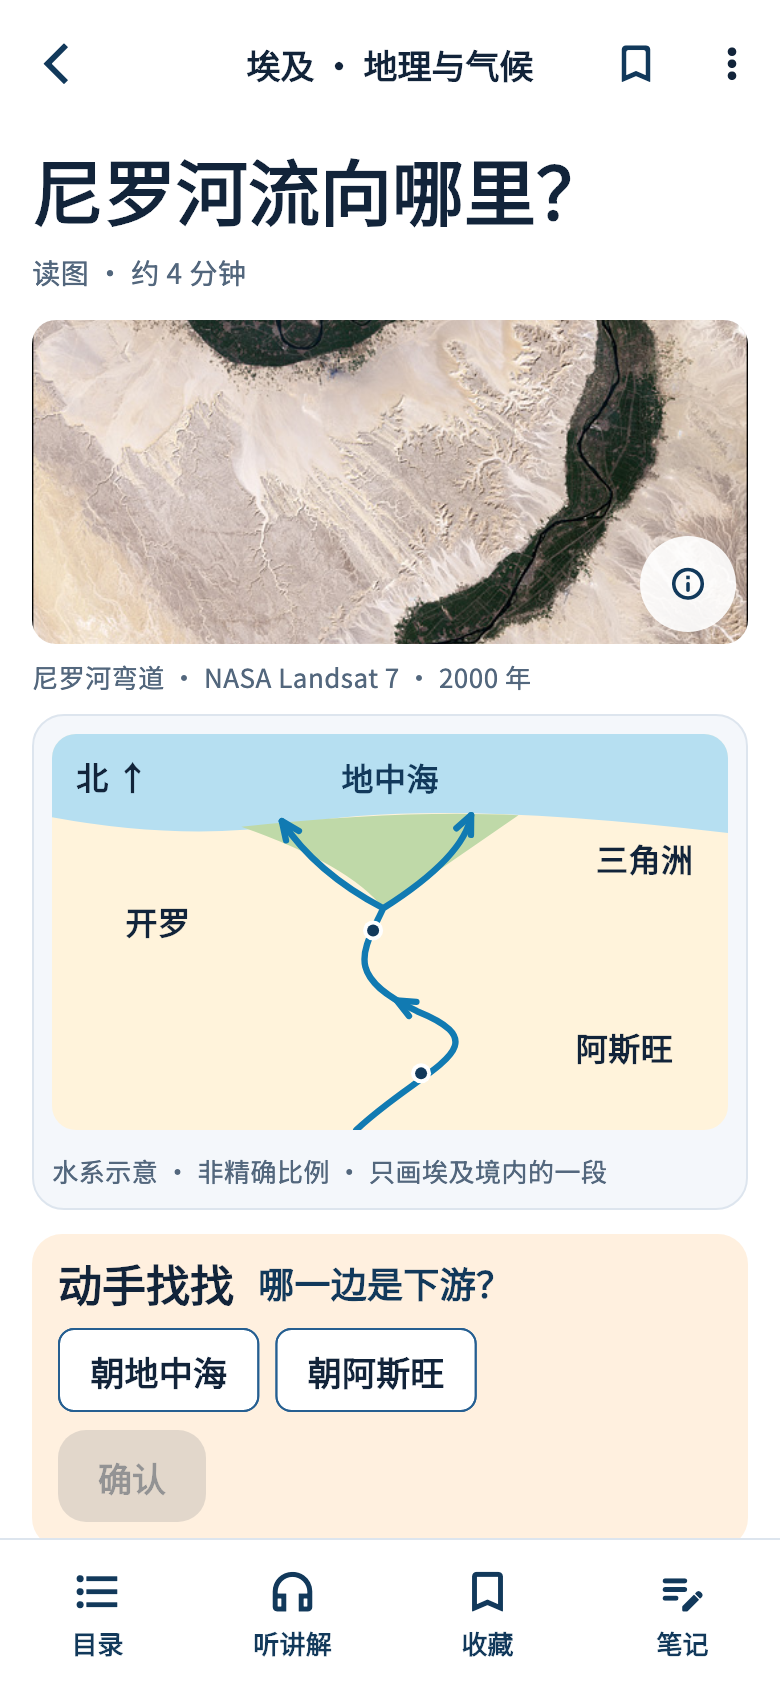 埃及 · 地理与气候
尼罗河流向哪里?
读图 · 约 4 分钟
尼罗河弯道 · NASA Landsat 7 · 2000 年
北 ↑
地中海
三角洲
开罗
阿斯旺
水系示意 · 非精确比例 · 只画埃及境内的一段
动手找找 哪一边是下游?
朝地中海 朝阿斯旺
确认
目录 听讲解 收藏 笔记